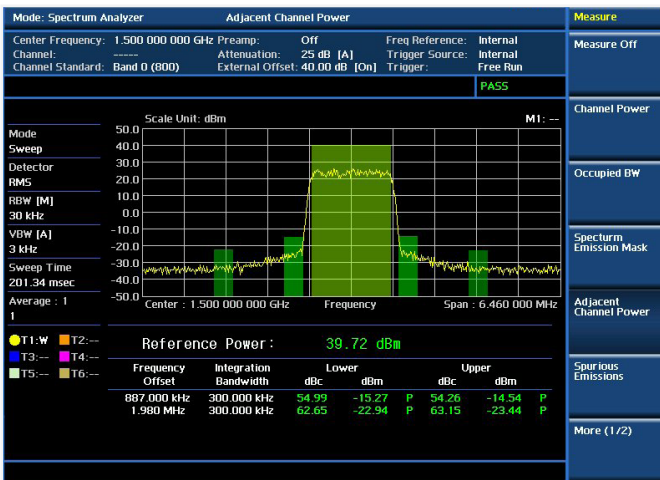 Mode: Spectrum Analyzer Adjacent Channel Power
Center Frequency: 1.500 000 000 GHz Preamp: Off Freq Reference: Internal
Channel: ----- Attenuation: 25 dB [A] Trigger Source: Internal
Channel Standard: Band 0 (800) External Offset: 40.00 dB [On] Trigger: Free Run
PASS
Scale Unit: dBm M1: --
50.0
40.0
30.0
20.0
10.0
0.0
-10.0
-20.0
-30.0
-40.0
-50.0
Center : 1.500 000 000 GHz Frequency Span : 6.460 000 MHz
Mode
Sweep
Detector
RMS
RBW [M]
30 kHz
VBW [A]
3 kHz
Sweep Time
201.34 msec
Average : 1
1
T1:W T2:--
T3:-- T4:--
T5:-- T6:--
Reference Power: 39.72 dBm
Frequency Integration Lower Upper
Offset Bandwidth dBc dBm dBc dBm
887.000 kHz 300.000 kHz 54.99 -15.27 P 54.26 -14.54 P
1.980 MHz 300.000 kHz 62.65 -22.94 P 63.15 -23.44 P
Measure
Measure Off
Channel Power
Occupied BW
Specturm
Emission Mask
Adjacent
Channel Power
Spurious
Emissions
More (1/2)